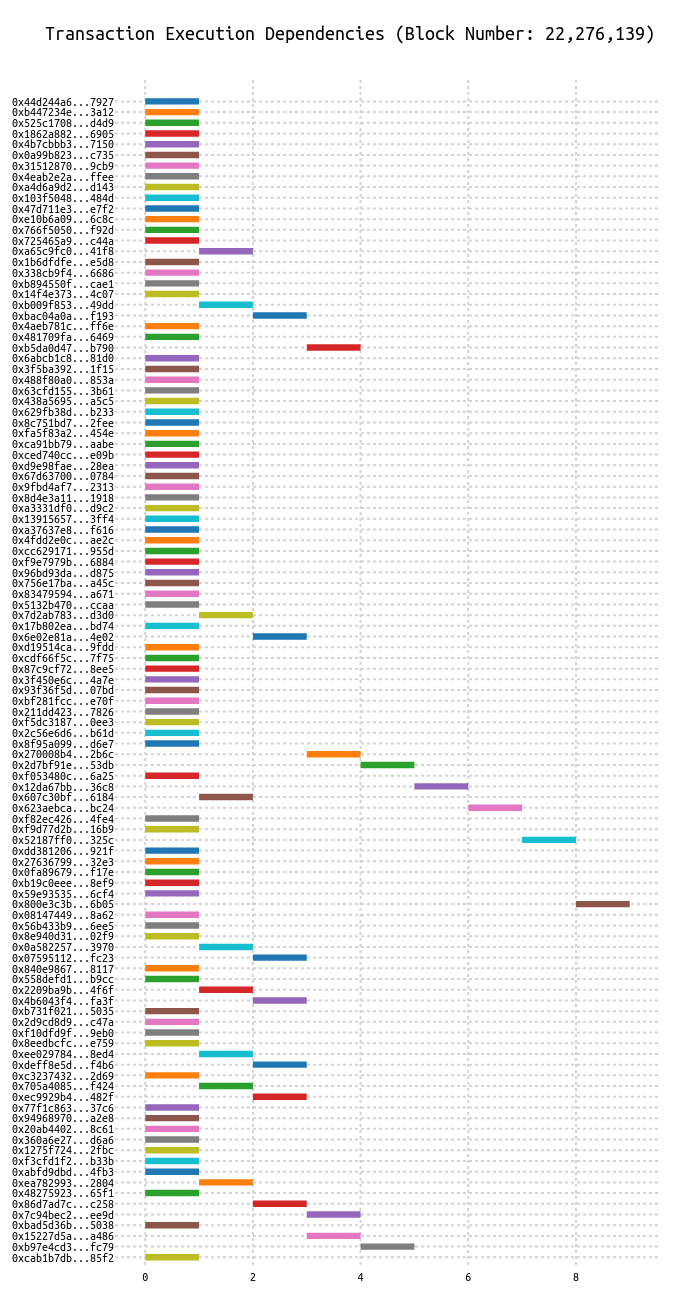 Transaction Execution Dependencies (Block Number: 22,276,139)
0x44d244a6...7927
0xb447234e...3a12
0x525c1708...d4d9
0x1862a882...6905
0x4b7cbbb3...7150
0x0a99b823...c735
0x31512870...9cb9
0x4eab2e2a...ffee
0xa4d6a9d2...d143
0x103f5048...484d
0x47d711e3...e7f2
0xe10b6a09...6c8c
0x766f5050...f92d
0x725465a9...c44a
0xa65c9fc0...41f8
0x1b6dfdfe...e5d8
0x338cb9f4...6686
0xb894550f...cae1
0x14f4e373...4c07
0xb009f853...49dd
0xbac04a0a...f193
0x4aeb781c...ff6e
0x481709fa...6469
0xb5da0d47...b790
0x6abcb1c8...81d0
0x3f5ba392...1f15
0x488f80a0...853a
0x63cfd155...3b61
0x438a5695...a5c5
0x629fb38d...b233
0x8c751bd7...2fee
0xfa5f83a2...454e
0xca91bb79...aabe
0xced740cc...e09b
0xd9e98fae...28ea
0x67d63700...0784
0x9fbd4af7...2313
0x8d4e3a11...1918
0xa3331df0...d9c2
0x13915657...3ff4
0xa37637e8...f616
0x4fdd2e0c...ae2c
0xcc629171...955d
0xf9e7979b...6884
0x96bd93da...d875
0x756e17ba...a45c
0x83479594...a671
0x5132b470...ccaa
0x7d2ab783...d3d0
0x17b802ea...bd74
0x6e02e81a...4e02
0xd19514ca...9fdd
0xcdf66f5c...7f75
0x87c9cf72...8ee5
0x3f450e6c...4a7e
0x93f36f5d...07bd
0xbf281fcc...e70f
0x211dd423...7826
0xf5dc3187...0ee3
0x2c56e6d6...b61d
0x8f95a099...d6e7
0x270008b4...2b6c
0x2d7bf91e...53db
0xf053480c...6a25
0x12da67bb...36c8
0x607c30bf...6184
0x623aebca...bc24
0xf82ec426...4fe4
0xf9d77d2b...16b9
0x52187ff0...325c
0xdd381206...921f
0x27636799...32e3
0x0fa89679...f17e
0xb19c0eee...8ef9
0x59e93535...6cf4
0x800e3c3b...6b05
0x08147449...8a62
0x56b433b9...6ee5
0x8e940d31...02f9
0x0a582257...3970
0x07595112...fc23
0x840e9867...8117
0x558defd1...b9cc
0x2209ba9b...4f6f
0x4b6043f4...fa3f
0xb731f021...5035
0x2d9cd8d9...c47a
0xf10dfd9f...9eb0
0x8eedbcfc...e759
0xee029784...8ed4
0xdeff8e5d...f4b6
0xc3237432...2d69
0x705a4085...f424
0xec9929b4...482f
0x77f1c863...37c6
0x94968970...a2e8
0x20ab4402...8c61
0x360a6e27...d6a6
0x1275f724...2fbc
0xf3cfd1f2...b33b
0xabfd9dbd...4fb3
0xea782993...2804
0x48275923...65f1
0x86d7ad7c...c258
0x7c94bec2...ee9d
0xbad5d36b...5038
0x15227d5a...a486
0xb97e4cd3...fc79
0xcab1b7db...85f2
0 2 4 6 8